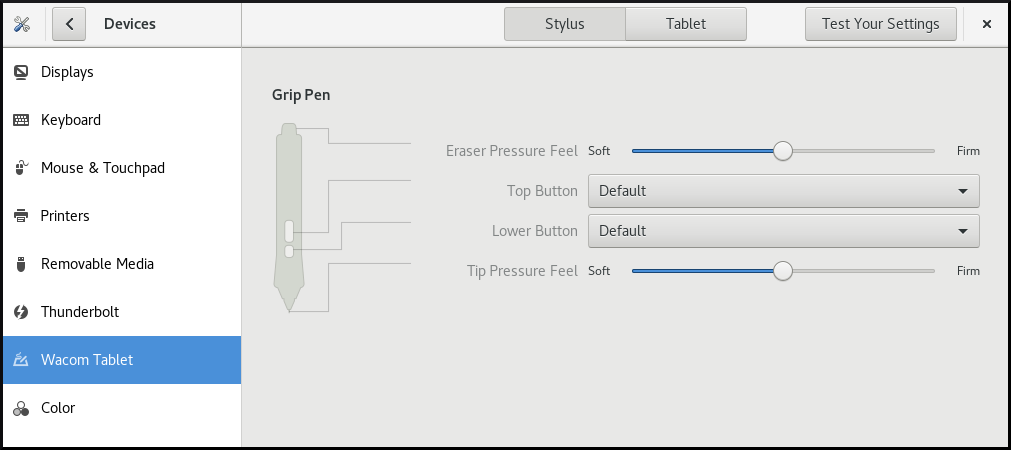 Devices
Stylus
Tablet
Test Your Settings
Displays
Keyboard
Mouse & Touchpad
Printers
Removable Media
Thunderbolt
Wacom Tablet
Color
Grip Pen
Eraser Pressure Feel Soft Firm
Top Button Default
Lower Button Default
Tip Pressure Feel Soft Firm